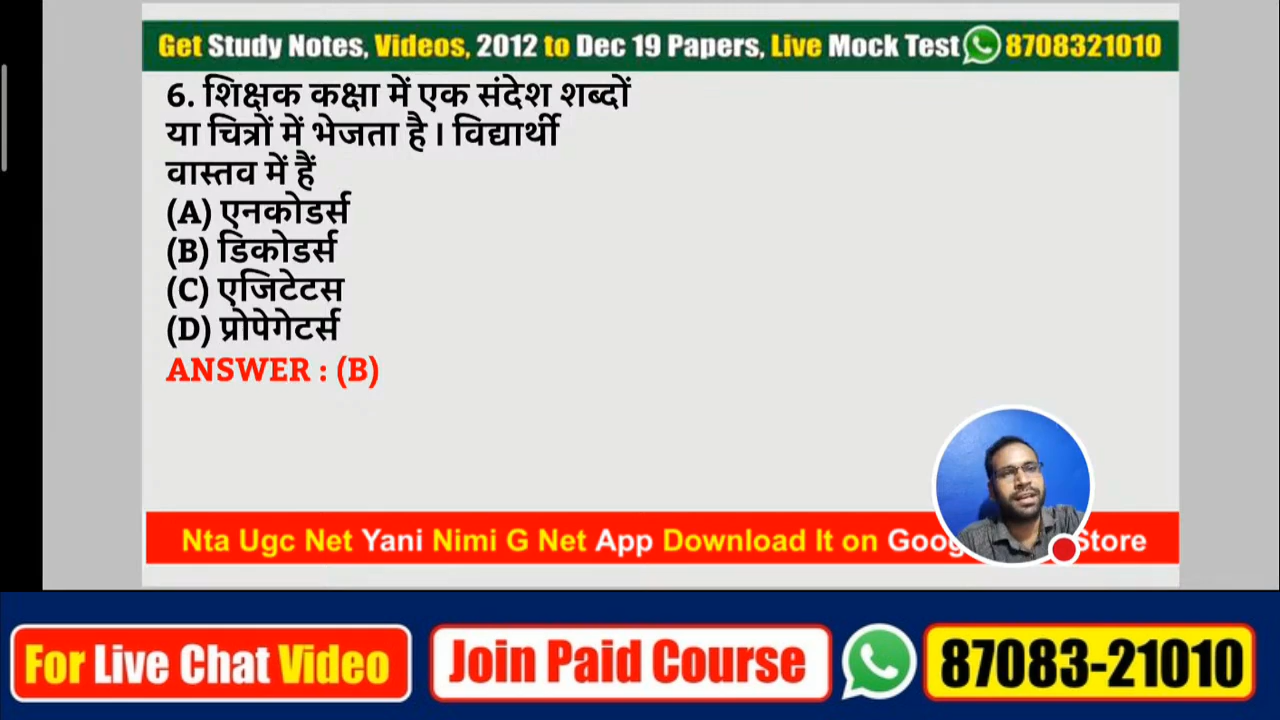 Get Study Notes, Videos, 2012 to Dec 19 Papers, Live Mock Test 8708321010
6. शिक्षक कक्षा में एक संदेश शब्दों
या चित्रों में भेजता है । विद्यार्थी
वास्तव में हैं
(A) एनकोडर्स
(B) डिकोडर्स
(C) एजिटेटस
(D) प्रोपेगेटर्स
ANSWER : (B)
Nta Ugc Net Yani Nimi G Net App Download It on Goog Store
For Live Chat Video Join Paid Course 87083-21010